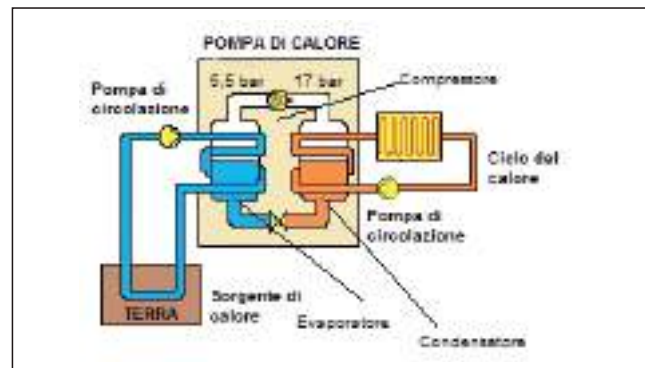 POMPA DI CALORE
5,5 bar 17 bar
Compressore
Pompa di
circolazione
Ciclo del
calore
Pompa di
circolazione
TERRA
Sorgente di
calore
Evaporatore
Condensatore